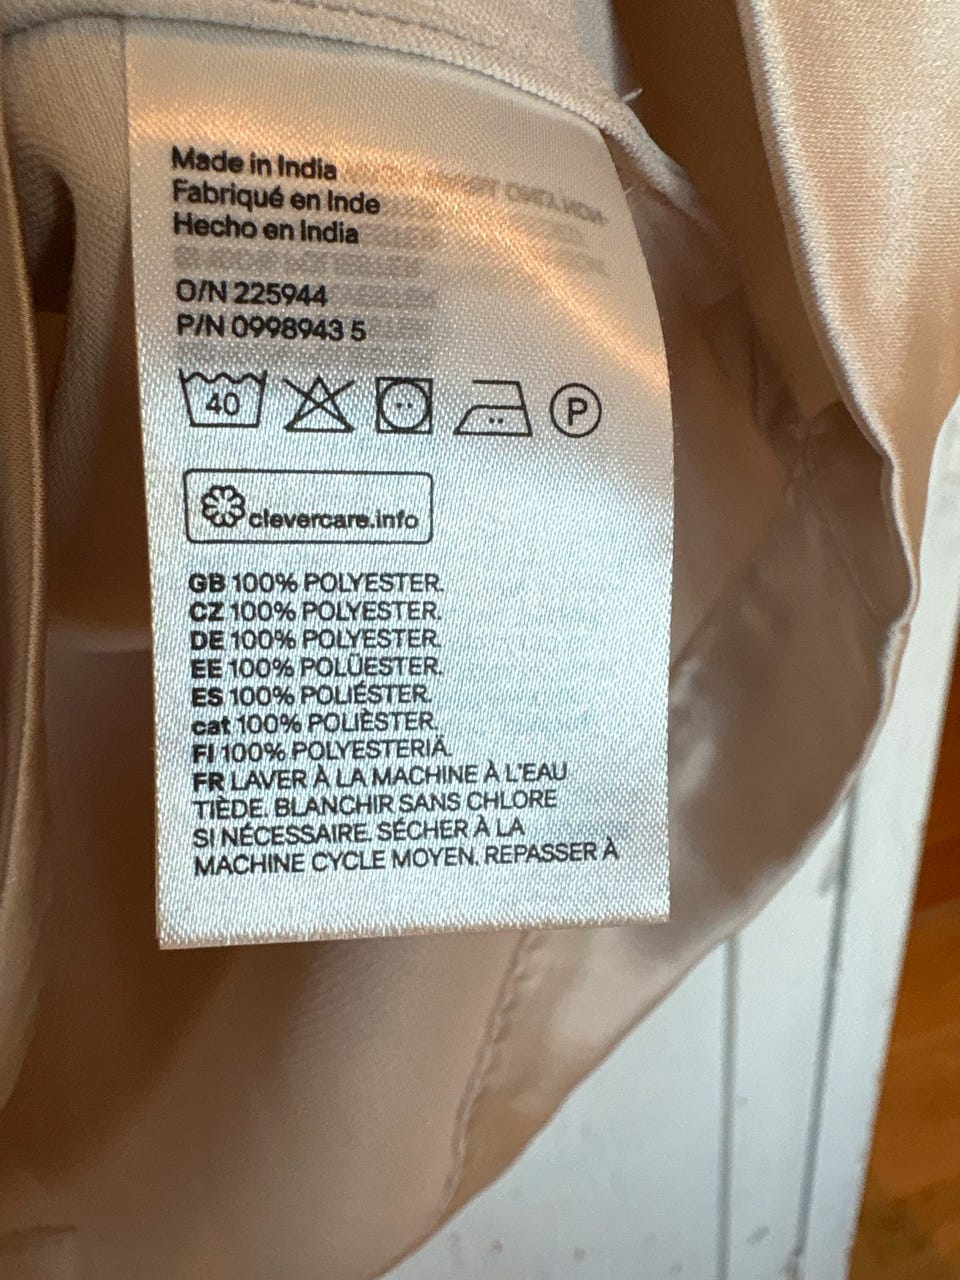 Made in India
Fabriqué en Inde
Hecho en India
O/N 225944
P/N 0998943 5
40
P
clevercare.info
GB 100% POLYESTER.
CZ 100% POLYESTER.
DE 100% POLYESTER.
EE 100% POLÜESTER.
ES 100% POLIÉSTER.
cat 100% POLIÈSTER.
FI 100% POLYESTERIÄ.
FR LAVER À LA MACHINE À L'EAU
TIÈDE. BLANCHIR SANS CHLORE
SI NÉCESSAIRE. SÉCHER À LA
MACHINE CYCLE MOYEN. REPASSER À